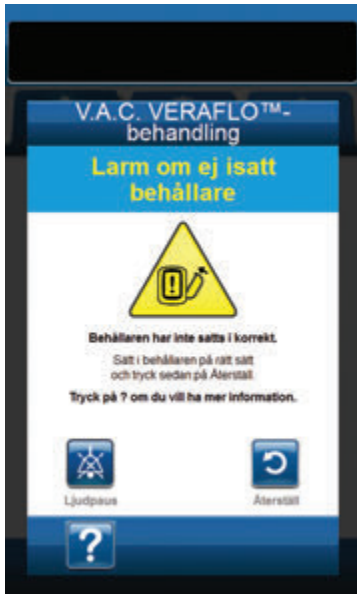 V.A.C. VERAFLO™-
behandling
Larm om ej isatt
behållare
Behållaren har inte satts i korrekt.
Sätt i behållaren på rätt sätt
och tryck sedan på Återställ.
Tryck på ? om du vill ha mer information.
Ljudpaus
Återställ
?